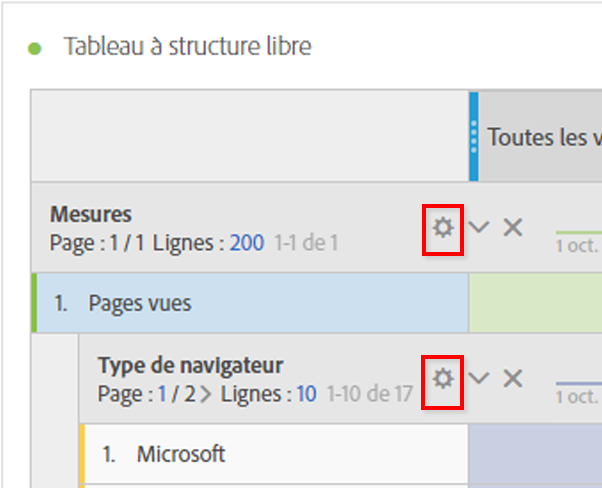 Tableau à structure libre
Toutes les v
Mesures
Page : 1 / 1 Lignes : 200 1-1 de 1
1 oct.
1. Pages vues
Type de navigateur
Page : 1 / 2 > Lignes : 10 1-10 de 17
1 oct.
1. Microsoft